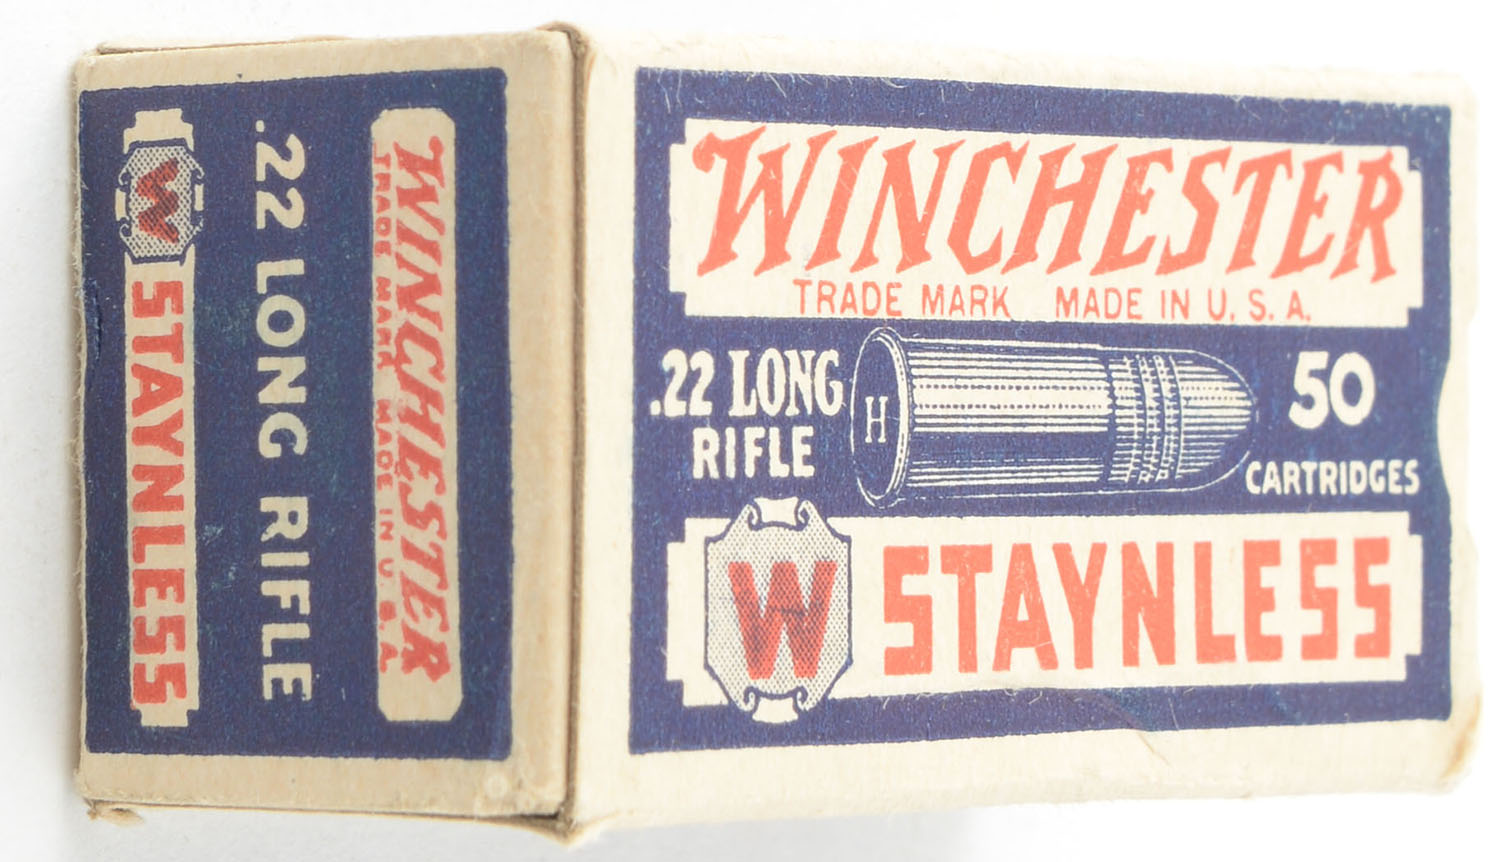 WINCHESTER
TRADE MARK MADE IN U. S. A.
.22 LONG
RIFLE
H
50
CARTRIDGES
W STAYNLESS
WINCHESTER
TRADE MARK MADE IN U. S. A.
.22 LONG RIFLE
W STAYNLESS